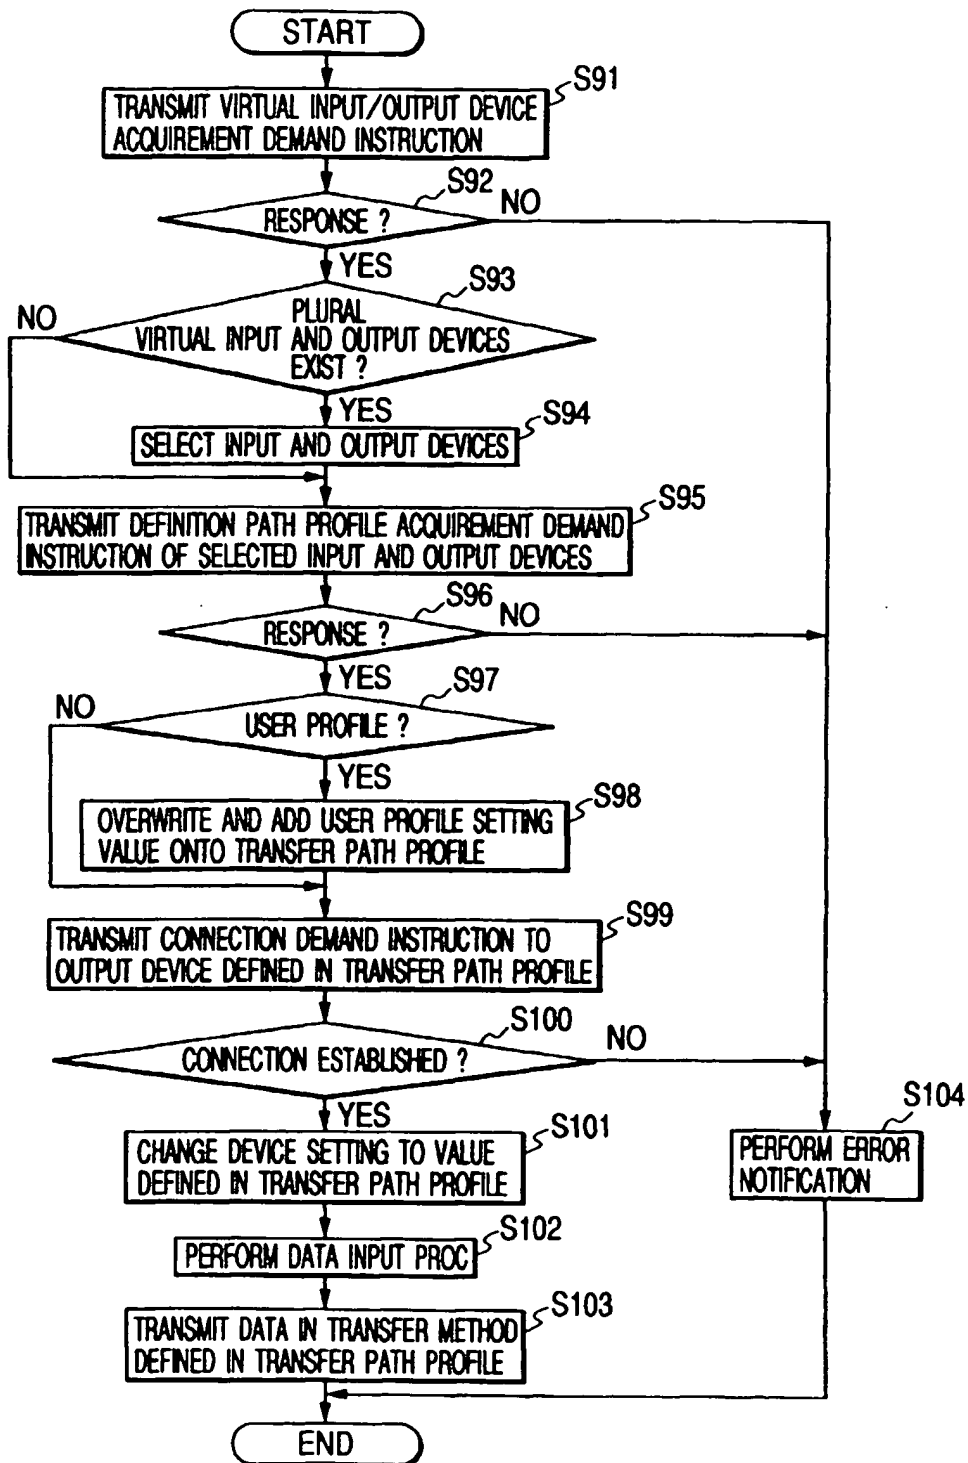 START
S91
TRANSMIT VIRTUAL INPUT/OUTPUT DEVICE
ACQUIREMENT DEMAND INSTRUCTION
S92
RESPONSE ?
NO
YES
S93
PLURAL
VIRTUAL INPUT AND OUTPUT DEVICES
EXIST ?
NO
YES
S94
SELECT INPUT AND OUTPUT DEVICES
S95
TRANSMIT DEFINITION PATH PROFILE ACQUIREMENT DEMAND
INSTRUCTION OF SELECTED INPUT AND OUTPUT DEVICES
S96
RESPONSE ?
NO
YES
S97
USER PROFILE ?
NO
YES
S98
OVERWRITE AND ADD USER PROFILE SETTING
VALUE ONTO TRANSFER PATH PROFILE
S99
TRANSMIT CONNECTION DEMAND INSTRUCTION TO
OUTPUT DEVICE DEFINED IN TRANSFER PATH PROFILE
S100
CONNECTION ESTABLISHED ?
NO
YES
S101
CHANGE DEVICE SETTING TO VALUE
DEFINED IN TRANSFER PATH PROFILE
S104
PERFORM ERROR
NOTIFICATION
S102
PERFORM DATA INPUT PROC
S103
TRANSMIT DATA IN TRANSFER METHOD
DEFINED IN TRANSFER PATH PROFILE
END